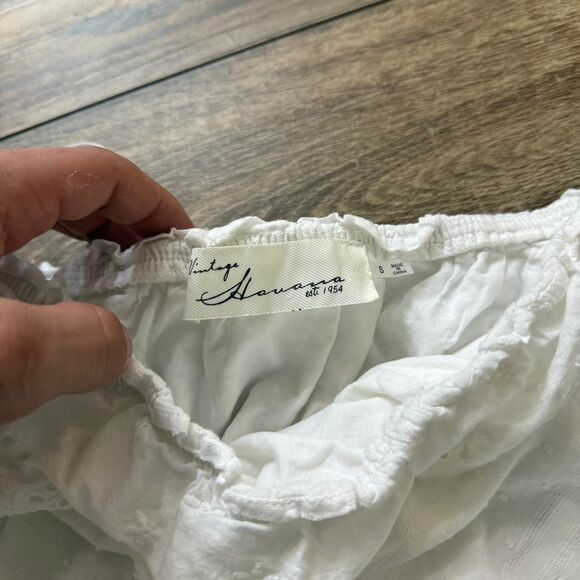 Vintage
Havana
est. 1954
S
MADE
IN
CHINA